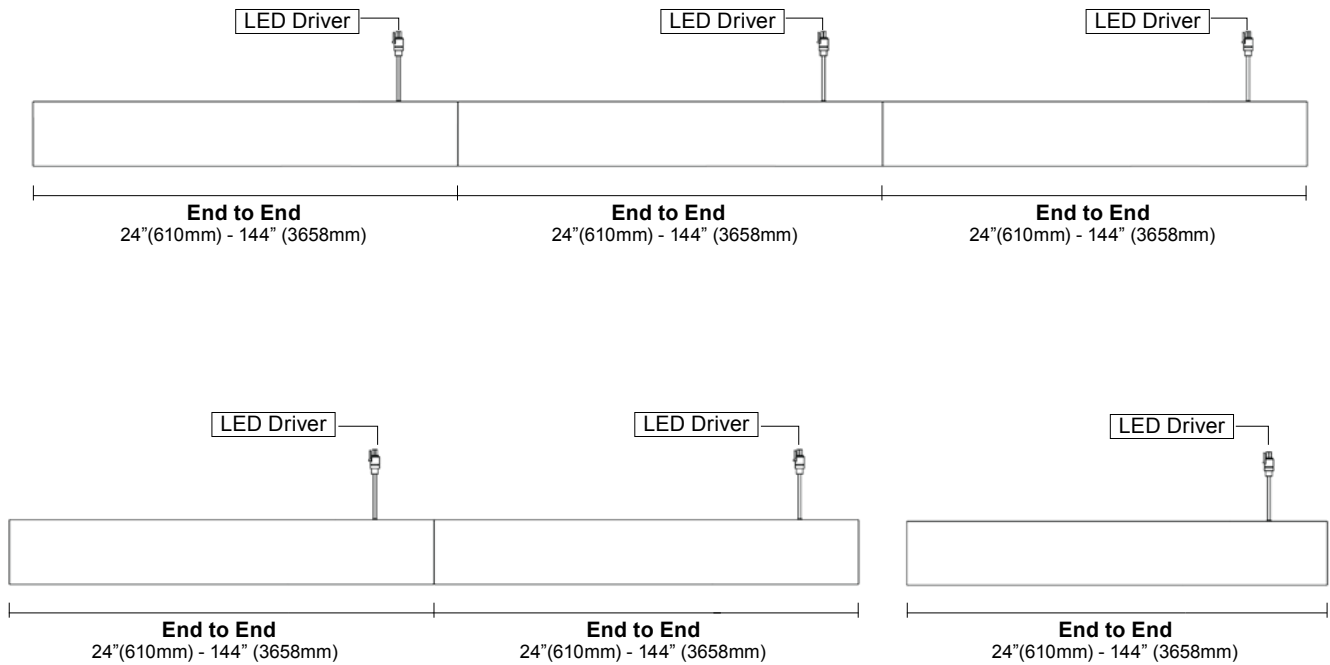 LED Driver
LED Driver
LED Driver
End to End
24”(610mm) - 144” (3658mm)
End to End
24”(610mm) - 144” (3658mm)
End to End
24”(610mm) - 144” (3658mm)
LED Driver
LED Driver
LED Driver
End to End
24”(610mm) - 144” (3658mm)
End to End
24”(610mm) - 144” (3658mm)
End to End
24”(610mm) - 144” (3658mm)